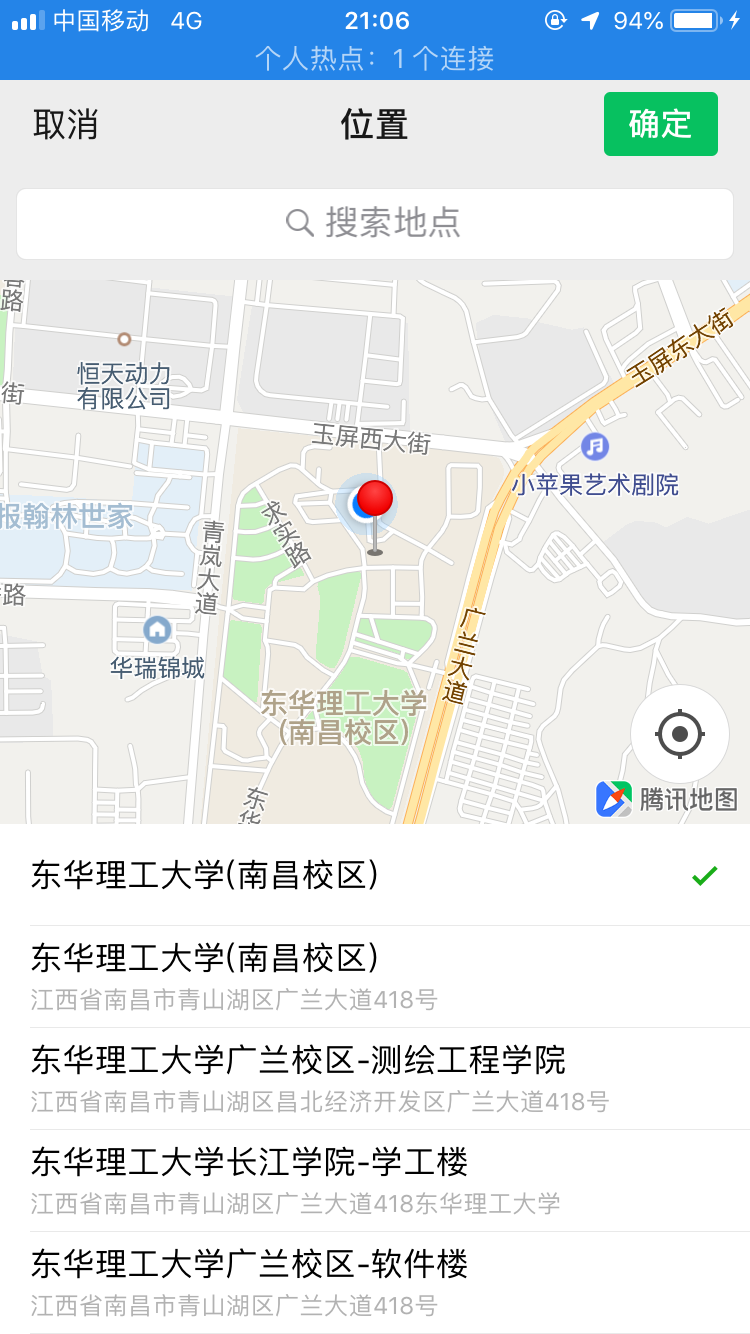 中国移动 4G 21:06 94%
个人热点：1 个连接
取消 位置 确定
搜索地点
路
玉屏东大街
恒天动力
有限公司
街
玉屏西大街
小苹果艺术剧院
报翰林世家
求实路
青岚大道
路
广兰大道
华瑞锦城
东华理工大学
(南昌校区)
东华
腾讯地图
东华理工大学(南昌校区)
东华理工大学(南昌校区)
江西省南昌市青山湖区广兰大道418号
东华理工大学广兰校区-测绘工程学院
江西省南昌市青山湖区昌北经济开发区广兰大道418号
东华理工大学长江学院-学工楼
江西省南昌市青山湖区广兰大道418东华理工大学
东华理工大学广兰校区-软件楼
江西省南昌市青山湖区广兰大道418号